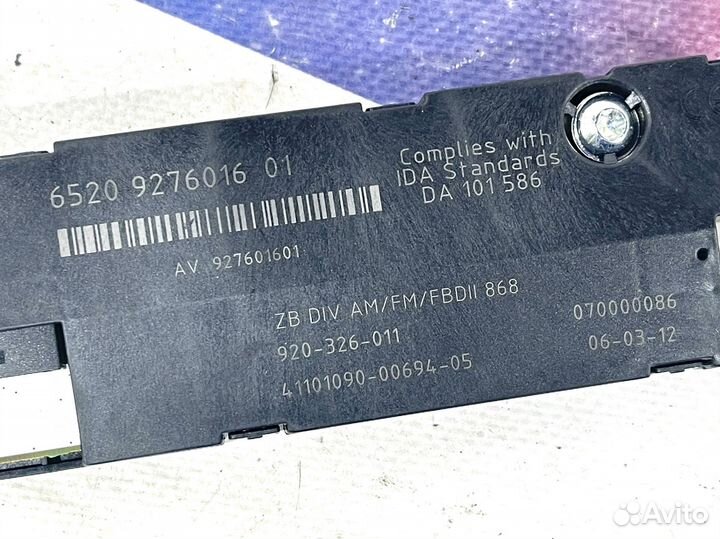 6520 9276016 01
AV 927601601
Complies with
IDA Standards
DA 101 586
ZB DIV AM/FM/FBDII 868
920-326-011
41101090-00694-05
070000086
06-03-12
Avito